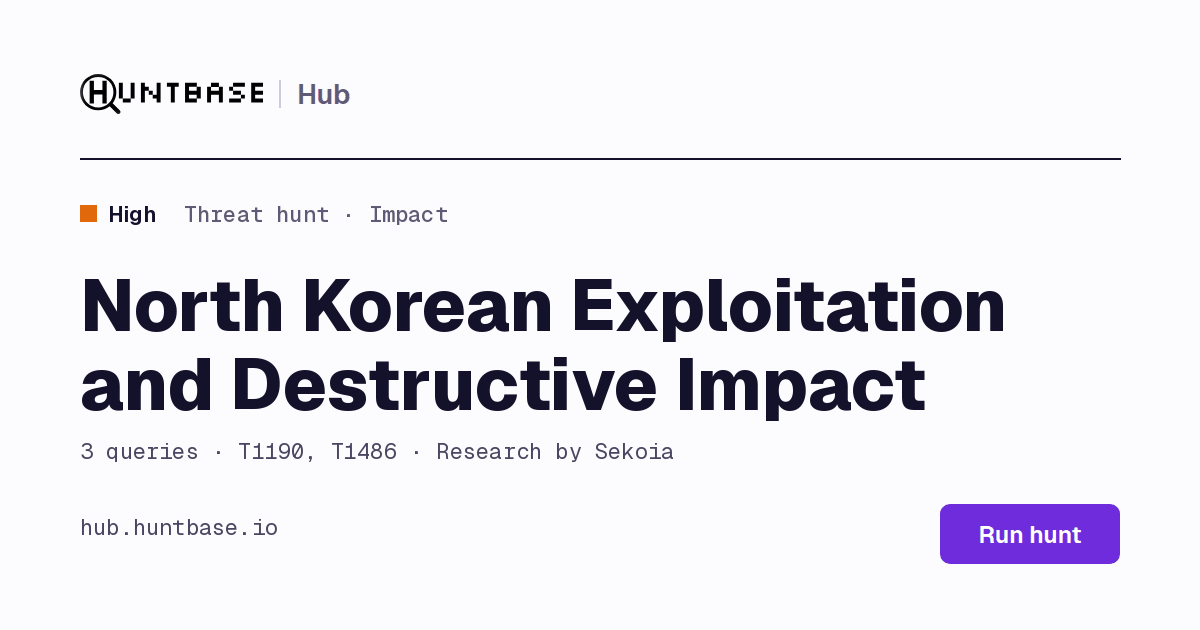 HUNTBASE Hub
High Threat hunt · Impact
North Korean Exploitation
and Destructive Impact
3 queries · T1190, T1486 · Research by Sekoia
hub.huntbase.io
Run hunt